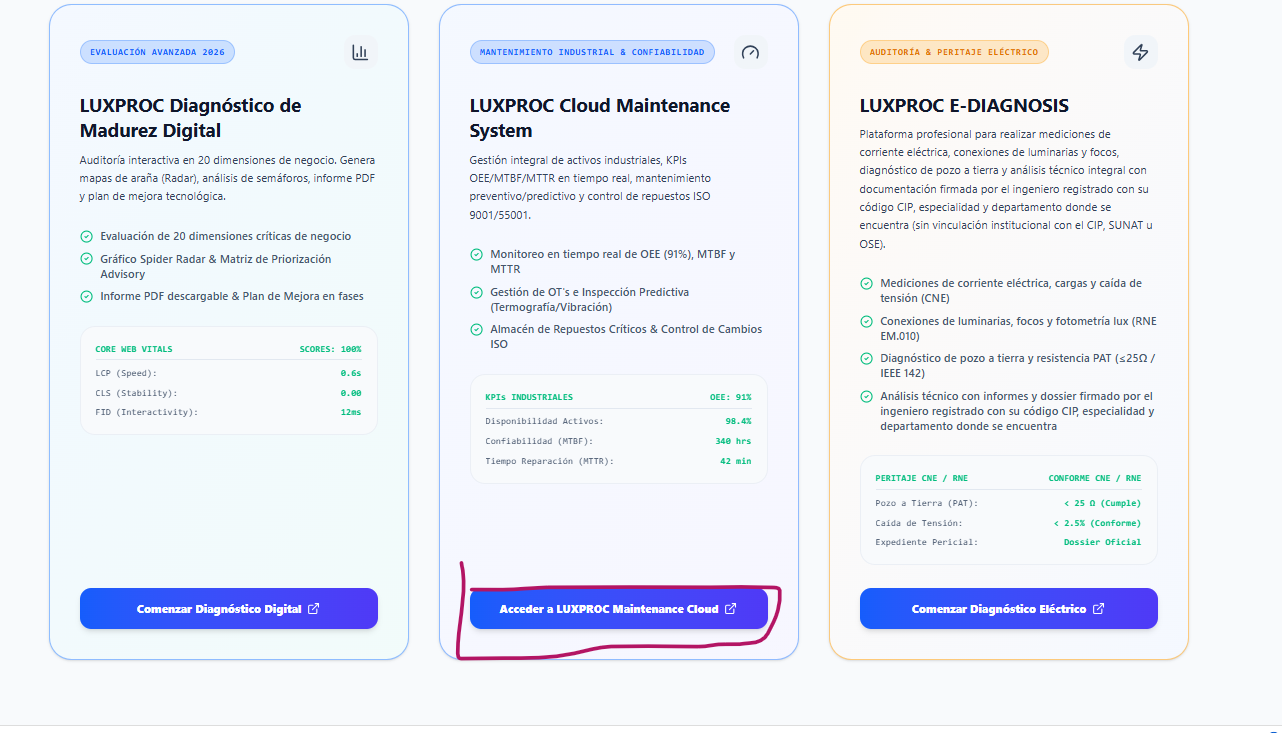 EVALUACIÓN AVANZADA 2026
LUXPROC Diagnóstico de
Madurez Digital
Auditoría interactiva en 20 dimensiones de negocio. Genera
mapas de araña (Radar), análisis de semáforos, informe PDF
y plan de mejora tecnológica.
Evaluación de 20 dimensiones críticas de negocio
Gráfico Spider Radar & Matriz de Priorización
Advisory
Informe PDF descargable & Plan de Mejora en fases
CORE WEB VITALS SCORES: 100%
LCP (Speed): 0.6s
CLS (Stability): 0.00
FID (Interactivity): 12ms
Comenzar Diagnóstico Digital
MANTENIMIENTO INDUSTRIAL & CONFIABILIDAD
LUXPROC Cloud Maintenance
System
Gestión integral de activos industriales, KPIs
OEE/MTBF/MTTR en tiempo real, mantenimiento
preventivo/predictivo y control de repuestos ISO
9001/55001.
Monitoreo en tiempo real de OEE (91%), MTBF y
MTTR
Gestión de OT's e Inspección Predictiva
(Termografía/Vibración)
Almacén de Repuestos Críticos & Control de Cambios
ISO
KPIs INDUSTRIALES OEE: 91%
Disponibilidad Activos: 98.4%
Confiabilidad (MTBF): 340 hrs
Tiempo Reparación (MTTR): 42 min
Acceder a LUXPROC Maintenance Cloud
AUDITORÍA & PERITAJE ELÉCTRICO
LUXPROC E-DIAGNOSIS
Plataforma profesional para realizar mediciones de
corriente eléctrica, conexiones de luminarias y focos,
diagnóstico de pozo a tierra y análisis técnico integral con
documentación firmada por el ingeniero registrado con su
código CIP, especialidad y departamento donde se
encuentra (sin vinculación institucional con el CIP, SUNAT u
OSE).
Mediciones de corriente eléctrica, cargas y caída de
tensión (CNE)
Conexiones de luminarias, focos y fotometría lux (RNE
EM.010)
Diagnóstico de pozo a tierra y resistencia PAT (≤25Ω /
IEEE 142)
Análisis técnico con informes y dossier firmado por el
ingeniero registrado con su código CIP, especialidad y
departamento donde se encuentra
PERITAJE CNE / RNE CONFORME CNE / RNE
Pozo a Tierra (PAT): < 25 Ω (Cumple)
Caída de Tensión: < 2.5% (Conforme)
Expediente Pericial: Dossier Oficial
Comenzar Diagnóstico Eléctrico